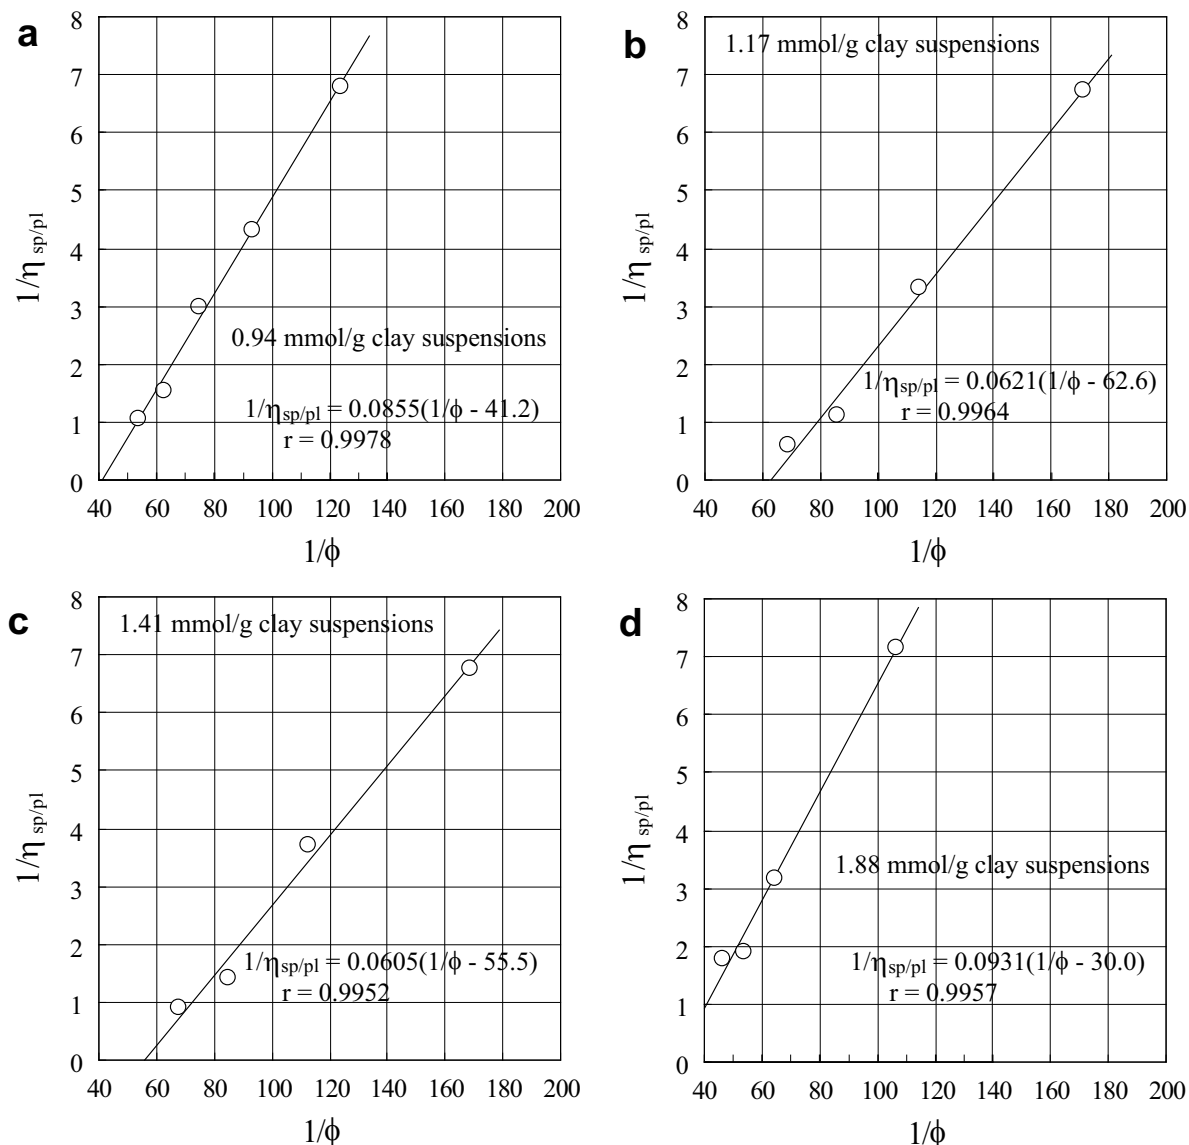 a
8
7
6
5
4
3
2
1
0
1/η sp/pl
0.94 mmol/g clay suspensions
1/ηsp/pl = 0.0855(1/ϕ - 41.2)
r = 0.9978
40 60 80 100 120 140 160 180 200
1/ϕ
b
8
7
6
5
4
3
2
1
0
1/η sp/pl
1.17 mmol/g clay suspensions
1/ηsp/pl = 0.0621(1/ϕ - 62.6)
r = 0.9964
40 60 80 100 120 140 160 180 200
1/ϕ
c
8
7
6
5
4
3
2
1
0
1/η sp/pl
1.41 mmol/g clay suspensions
1/ηsp/pl = 0.0605(1/ϕ - 55.5)
r = 0.9952
40 60 80 100 120 140 160 180 200
1/ϕ
d
8
7
6
5
4
3
2
1
0
1/η sp/pl
1.88 mmol/g clay suspensions
1/ηsp/pl = 0.0931(1/ϕ - 30.0)
r = 0.9957
40 60 80 100 120 140 160 180 200
1/ϕ